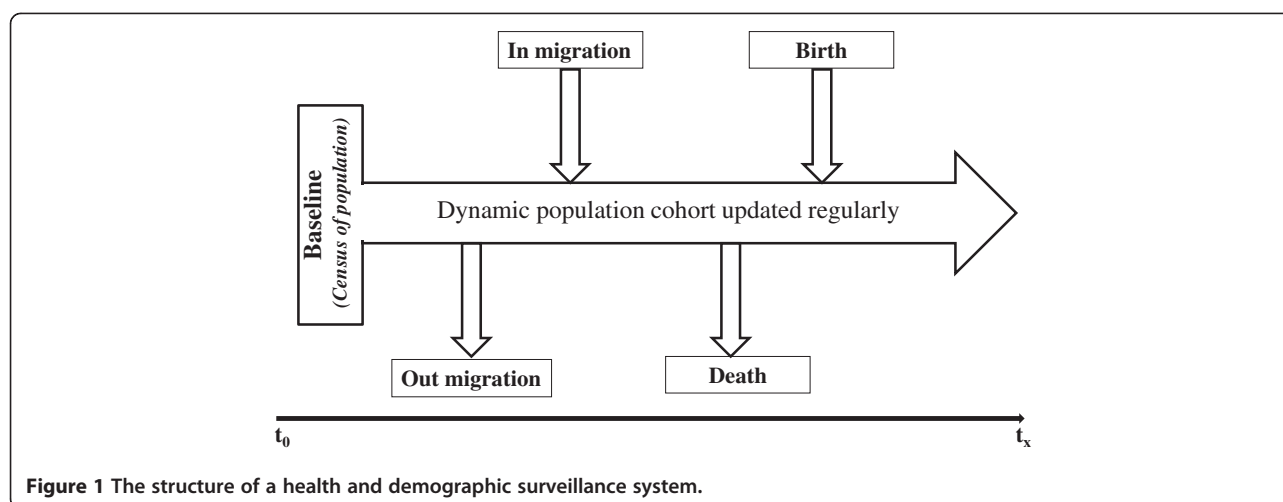 In migration
Birth
Baseline
(Census of population)
Dynamic population cohort updated regularly
Out migration
Death
t0
tx
Figure 1 The structure of a health and demographic surveillance system.